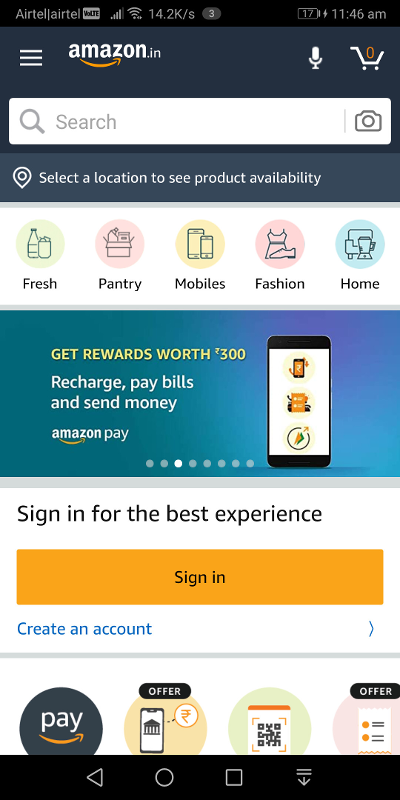 Airtel|airtel VoLTE 14.2K/s 3 17 11:46 am
amazon.in
0
Search
Select a location to see product availability
Fresh Pantry Mobiles Fashion Home
GET REWARDS WORTH ₹300
Recharge, pay bills
and send money
amazon pay
Sign in for the best experience
Sign in
Create an account
OFFER OFFER
pay ₹